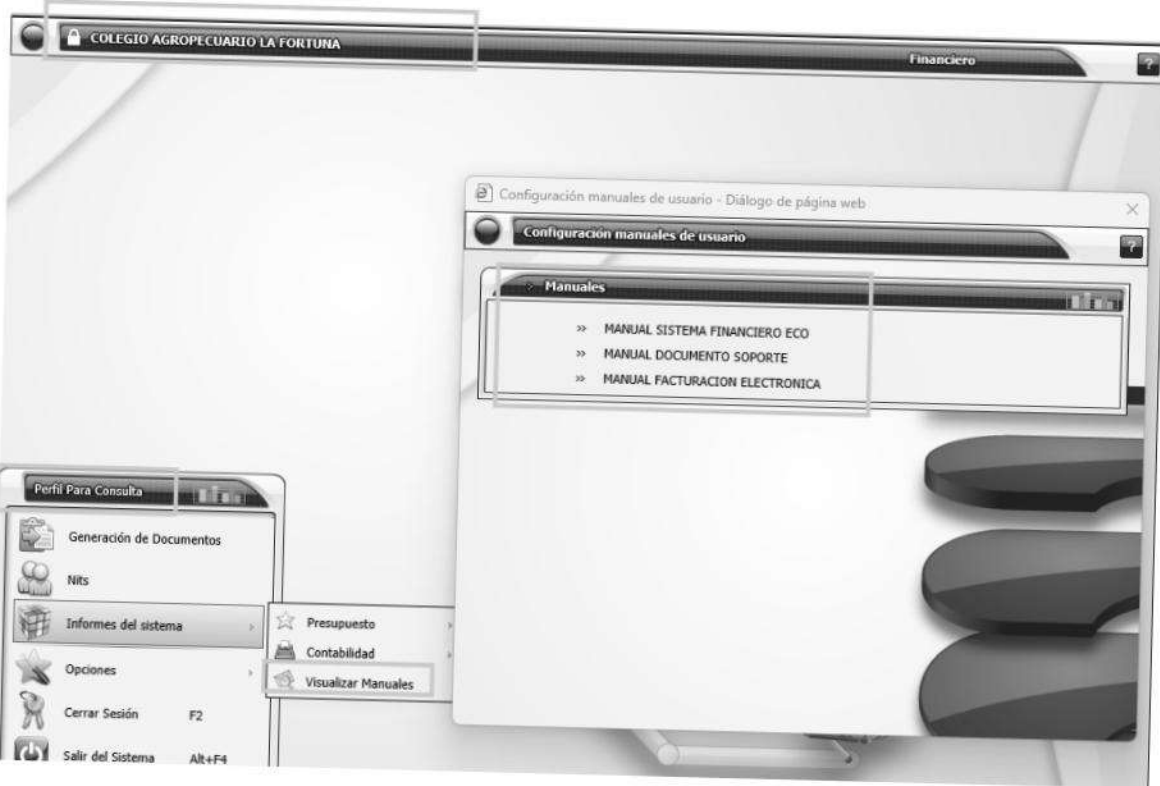 COLEGIO AGROPECUARIO LA FORTUNA
Financiero
?
Configuración manuales de usuario - Diálogo de página web
Configuración manuales de usuario
?
Manuales
» MANUAL SISTEMA FINANCIERO ECO
» MANUAL DOCUMENTO SOPORTE
» MANUAL FACTURACION ELECTRONICA
Perfil Para Consulta
Generación de Documentos
Nits
Informes del sistema
Opciones
Cerrar Sesión F2
Salir del Sistema Alt+F4
Presupuesto
Contabilidad
Visualizar Manuales